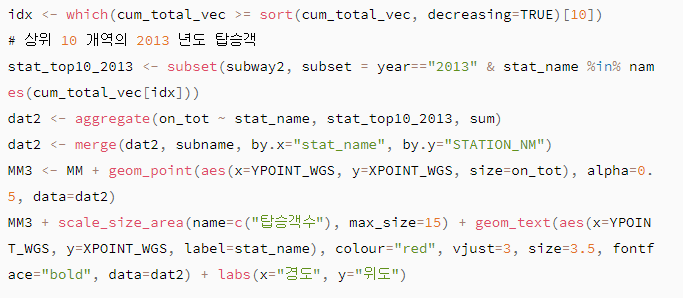 idx <- which(cum_total_vec >= sort(cum_total_vec, decreasing=TRUE)[10])
# 상위 10 개역의 2013 년도 탑승객
stat_top10_2013 <- subset(subway2, subset = year=="2013" & stat_name %in% nam
es(cum_total_vec[idx]))
dat2 <- aggregate(on_tot ~ stat_name, stat_top10_2013, sum)
dat2 <- merge(dat2, subname, by.x="stat_name", by.y="STATION_NM")
MM3 <- MM + geom_point(aes(x=YPOINT_WGS, y=XPOINT_WGS, size=on_tot), alpha=0.
5, data=dat2)
MM3 + scale_size_area(name=c("탑승객수"), max_size=15) + geom_text(aes(x=YPOIN
T_WGS, y=XPOINT_WGS, label=stat_name), colour="red", vjust=3, size=3.5, fontf
ace="bold", data=dat2) + labs(x="경도", y="위도")